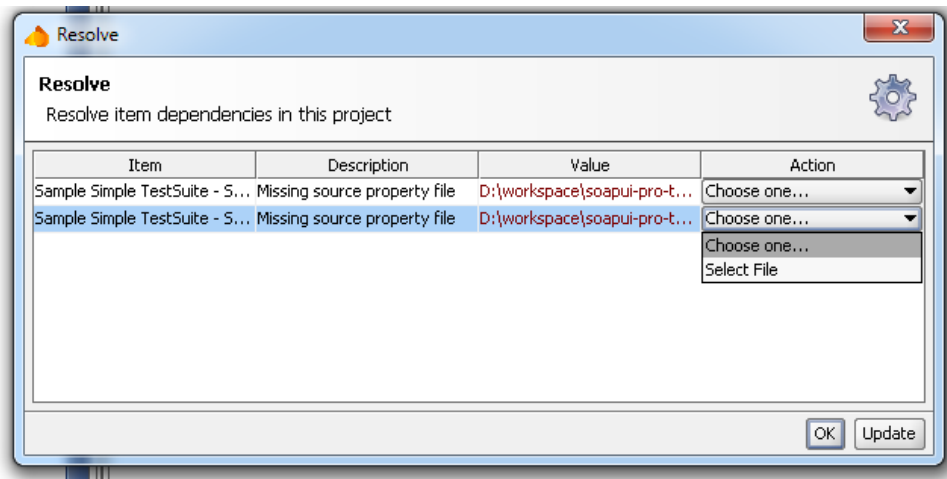 Resolve
Resolve
Resolve item dependencies in this project
Item Description Value Action
Sample Simple TestSuite - S... Missing source property file D:\workspace\soapui-pro-t... Choose one...
Sample Simple TestSuite - S... Missing source property file D:\workspace\soapui-pro-t... Choose one...
Choose one...
Select File
OK Update